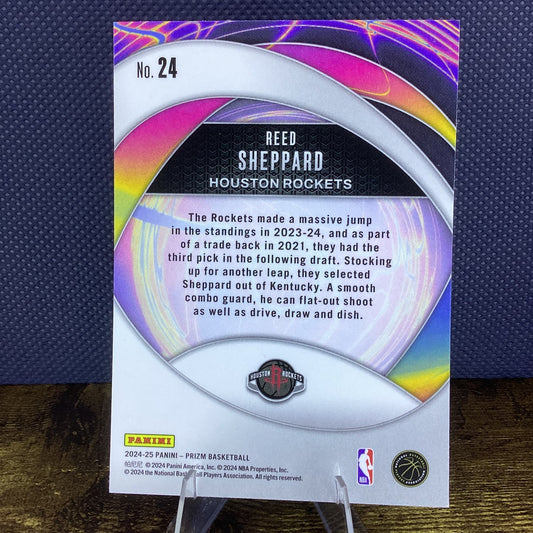 No. 24
REED
SHEPPARD
HOUSTON ROCKETS
The Rockets made a massive jump
in the standings in 2023-24, and as part
of a trade back in 2021, they had the
third pick in the following draft. Stocking
up for another leap, they selected
Sheppard out of Kentucky. A smooth
combo guard, he can flat-out shoot
as well as drive, draw and dish.
HOUSTON ROCKETS
PANINI
2024-25 PANINI – PRIZM BASKETBALL
帕尼尼 © 2024 Panini America, Inc. © 2024 NBA Properties, Inc.
© 2024 the National Basketball Players Association. All rights reserved.
NBA